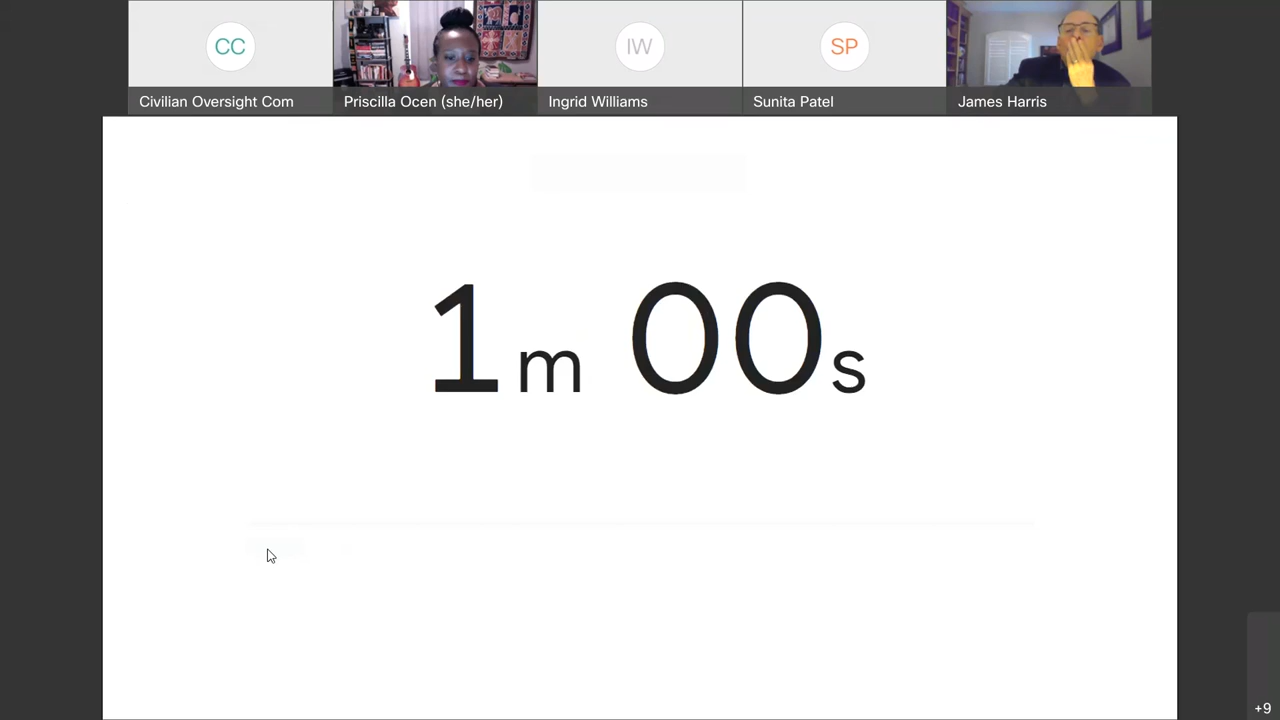 CC
IW
SP
Civilian Oversight Com
Priscilla Ocen (she/her)
Ingrid Williams
Sunita Patel
James Harris
1m 00s
+9